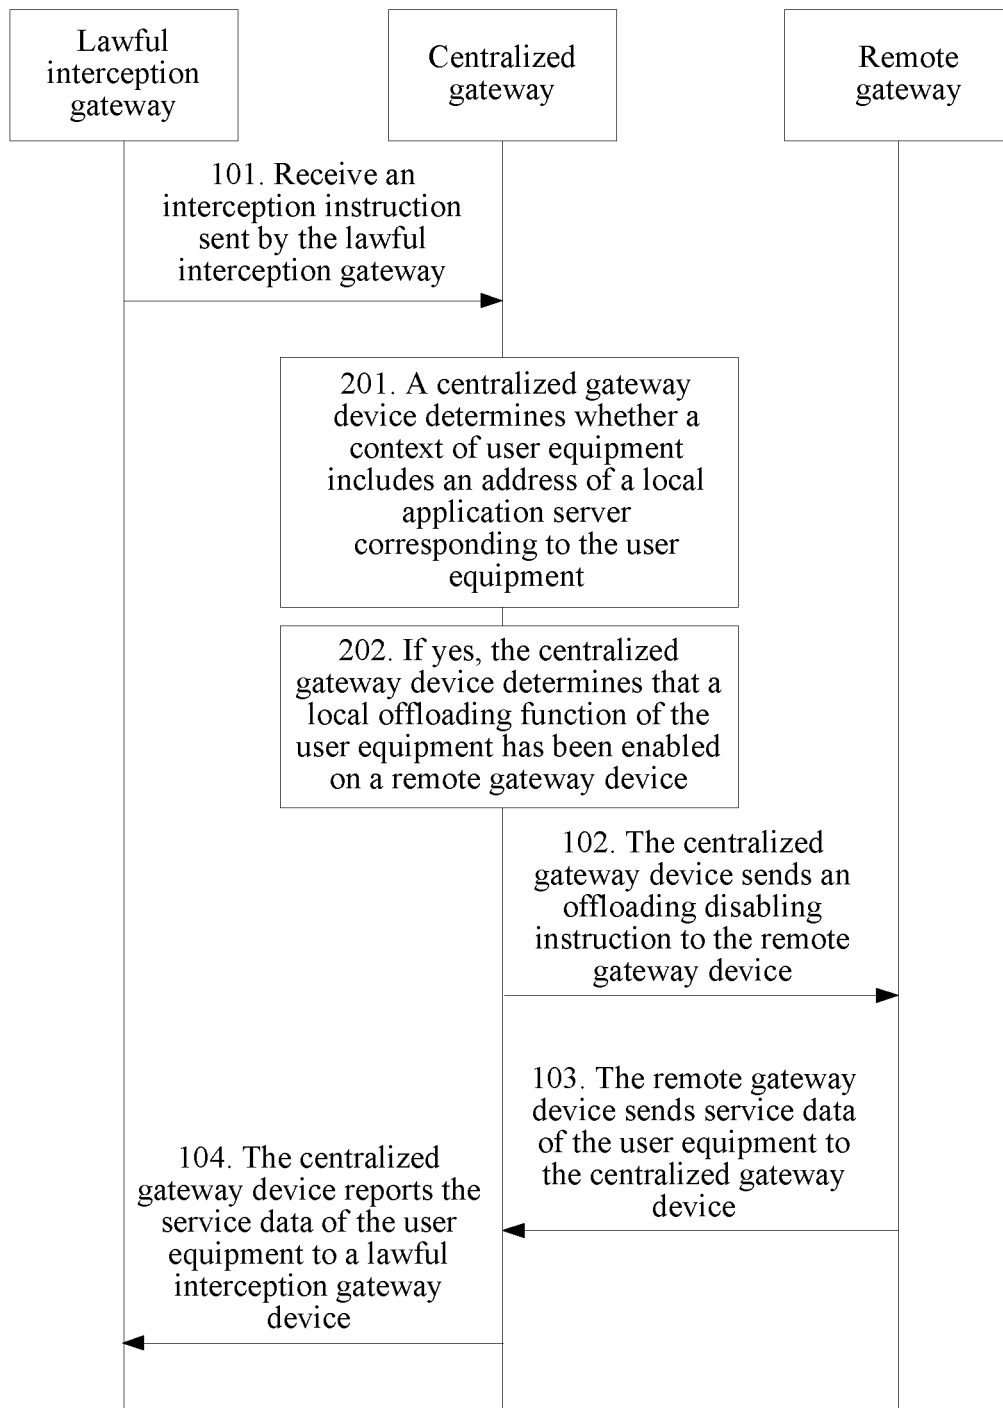 Lawful
interception
gateway
Centralized
gateway
Remote
gateway
101. Receive an
interception instruction
sent by the lawful
interception gateway
201. A centralized gateway
device determines whether a
context of user equipment
includes an address of a local
application server
corresponding to the user
equipment
202. If yes, the centralized
gateway device determines that a
local offloading function of the
user equipment has been enabled
on a remote gateway device
102. The centralized
gateway device sends an
offloading disabling
instruction to the remote
gateway device
103. The remote gateway
device sends service data
of the user equipment to
the centralized gateway
device
104. The centralized
gateway device reports the
service data of the user
equipment to a lawful
interception gateway
device